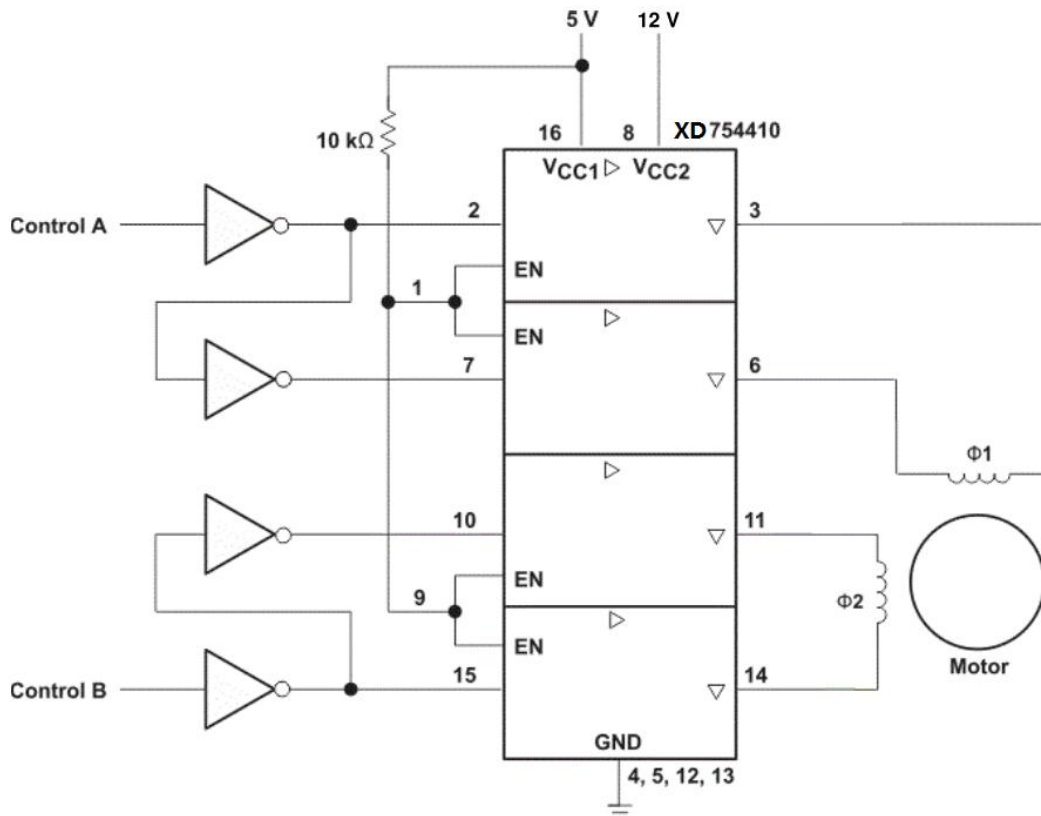 5 V
12 V
16
8
XD754410
10 kΩ
VCC1
VCC2
Control A
2
3
EN
1
EN
7
6
Φ1
10
11
EN
9
Φ2
EN
Motor
Control B
15
14
GND
4, 5, 12, 13